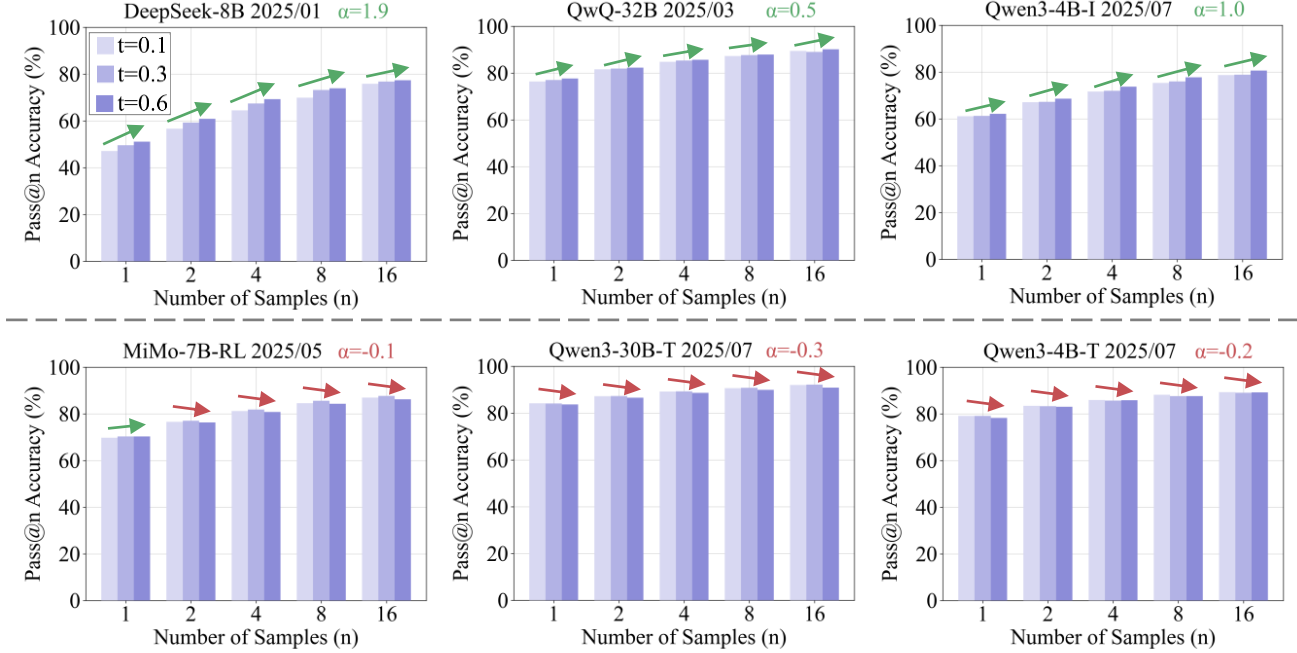 DeepSeek-8B 2025/01 α=1.9
Pass@n Accuracy (%)
100
80
60
40
20
0
t=0.1
t=0.3
t=0.6
1 2 4 8 16
Number of Samples (n)
QwQ-32B 2025/03 α=0.5
Pass@n Accuracy (%)
100
80
60
40
20
0
1 2 4 8 16
Number of Samples (n)
Qwen3-4B-I 2025/07 α=1.0
Pass@n Accuracy (%)
100
80
60
40
20
0
1 2 4 8 16
Number of Samples (n)
MiMo-7B-RL 2025/05 α=-0.1
Pass@n Accuracy (%)
100
80
60
40
20
0
1 2 4 8 16
Number of Samples (n)
Qwen3-30B-T 2025/07 α=-0.3
Pass@n Accuracy (%)
100
80
60
40
20
0
1 2 4 8 16
Number of Samples (n)
Qwen3-4B-T 2025/07 α=-0.2
Pass@n Accuracy (%)
100
80
60
40
20
0
1 2 4 8 16
Number of Samples (n)